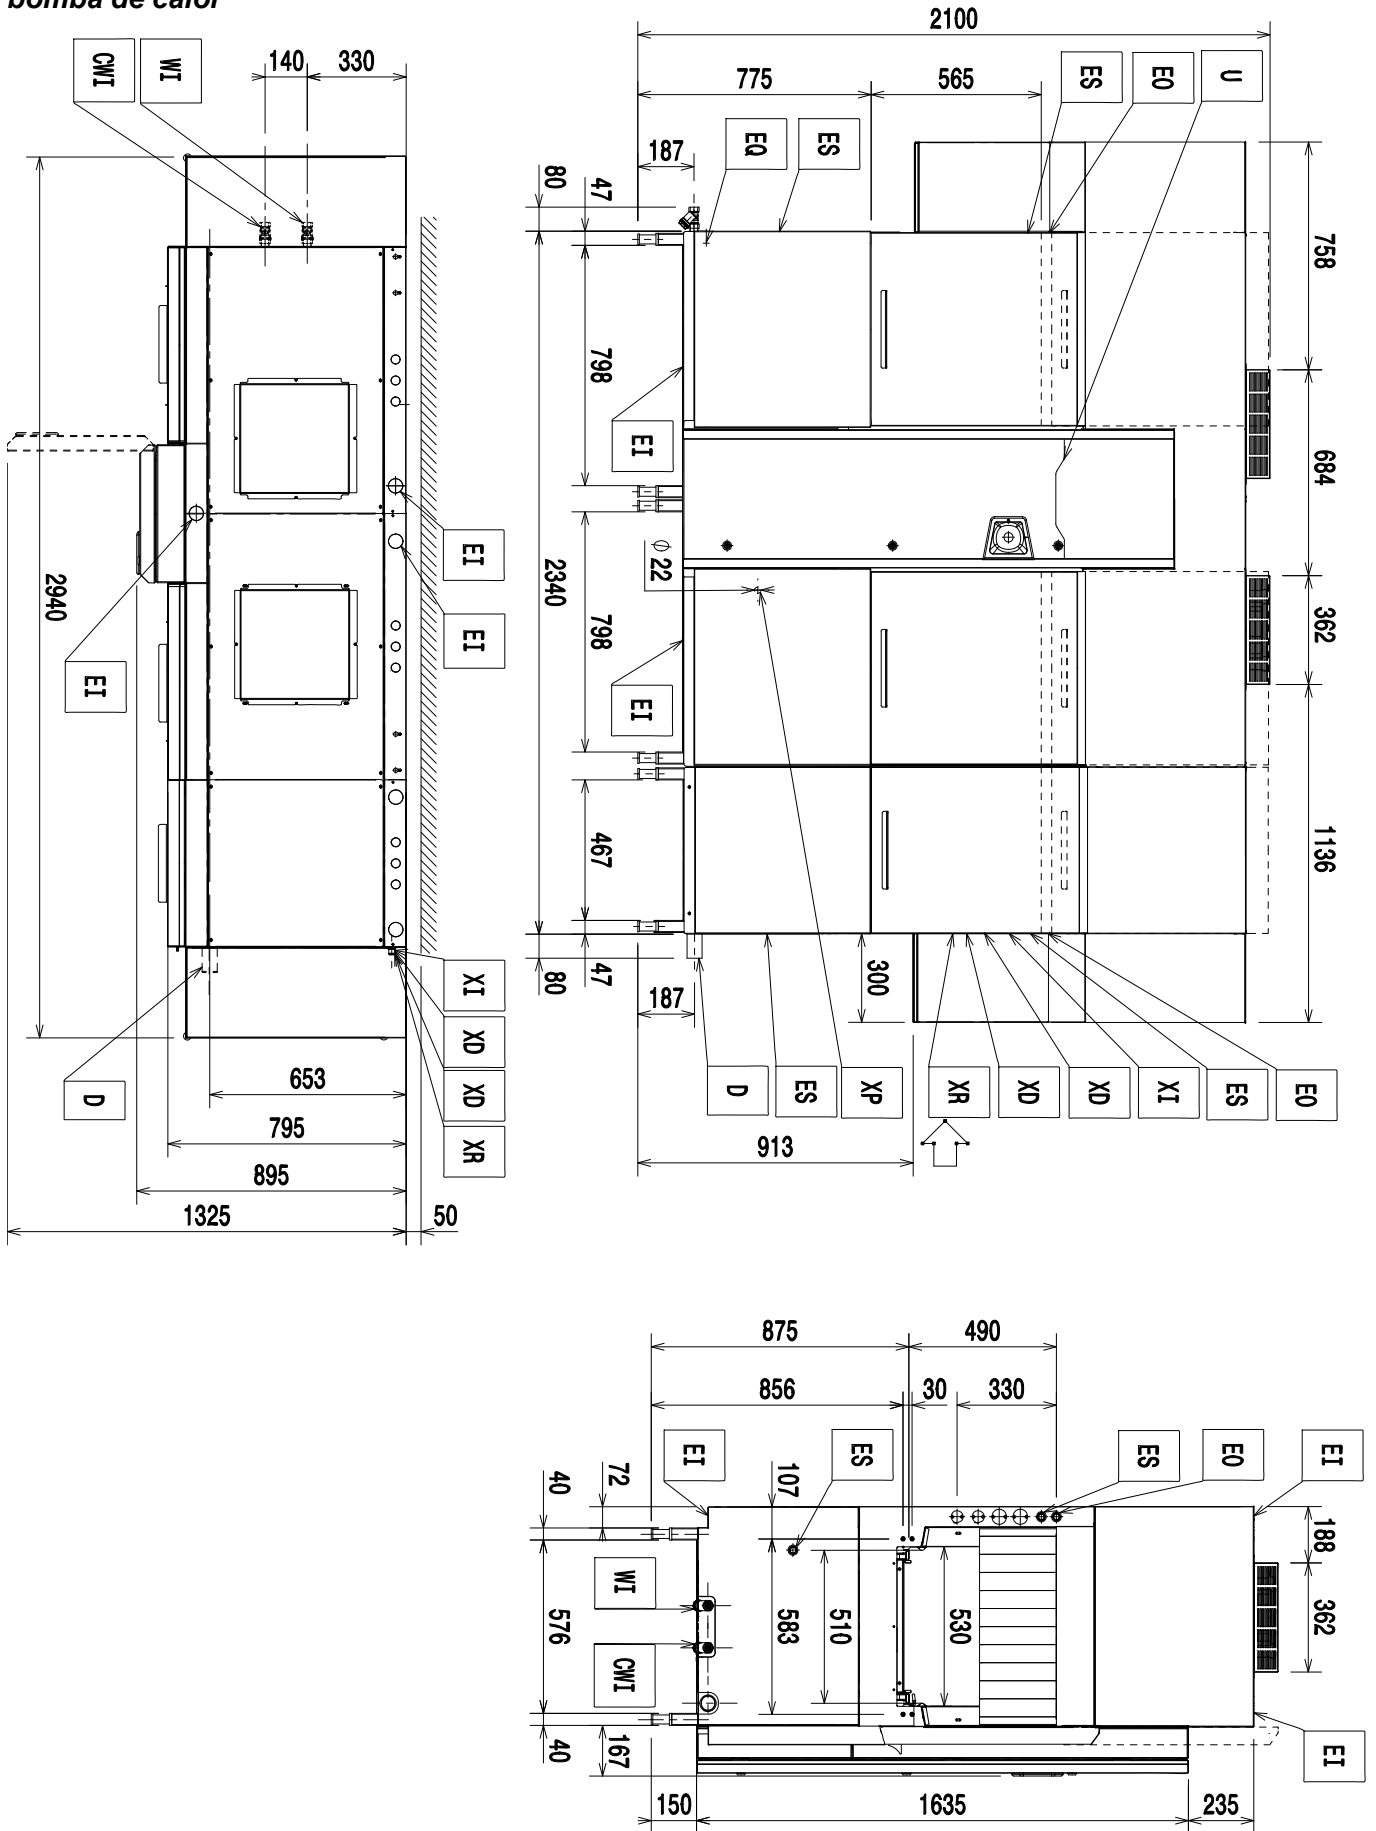 bomba de calor
2100
775
565
187
ES
EO
U
EQ
ES
80
47
758
798
684
EI
2340
Φ 22
362
798
EI
467
1136
47
80
300
187
D
ES
XP
XR
XD
XD
XI
ES
EO
913
140
330
CWI
WI
2940
EI
EI
EI
XI
XD
XD
XR
D
653
795
895
1325
50
875
490
856
30
330
EI
ES
ES
EO
EI
40
72
107
188
WI
576
583
510
530
362
CWI
40
167
EI
150
1635
235